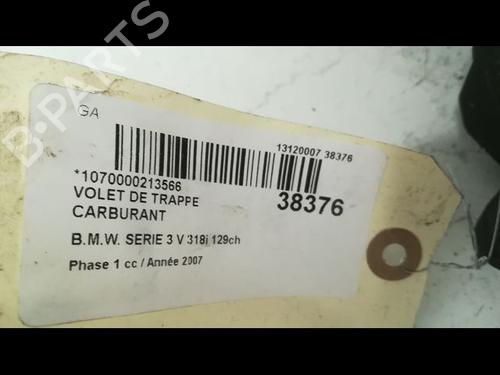 B-PARTS
GA
13120007 38376
*1070000213566
38376
VOLET DE TRAPPE
CARBURANT
B.M.W. SERIE 3 V 318i 129ch
Phase 1 cc / Année 2007